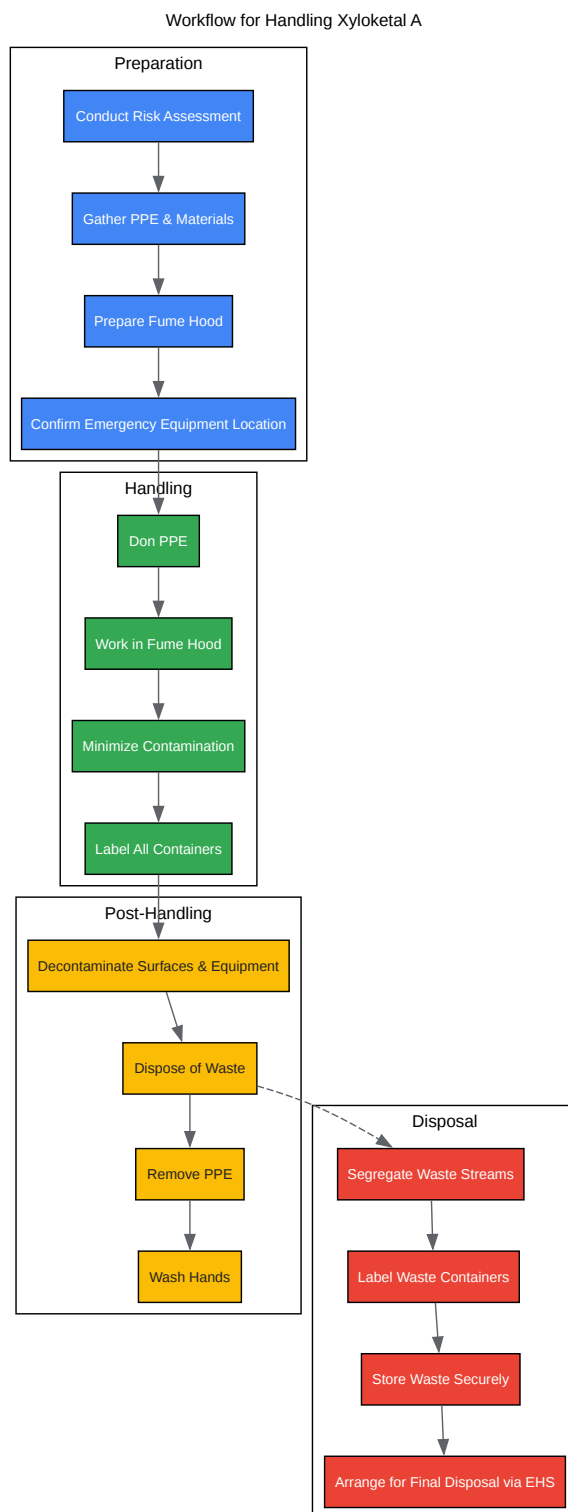 Workflow for Handling Xyloketal A
Preparation
Conduct Risk Assessment
Gather PPE & Materials
Prepare Fume Hood
Confirm Emergency Equipment Location
Handling
Don PPE
Work in Fume Hood
Minimize Contamination
Label All Containers
Post-Handling
Decontaminate Surfaces & Equipment
Dispose of Waste
Remove PPE
Wash Hands
Disposal
Segregate Waste Streams
Label Waste Containers
Store Waste Securely
Arrange for Final Disposal via EHS